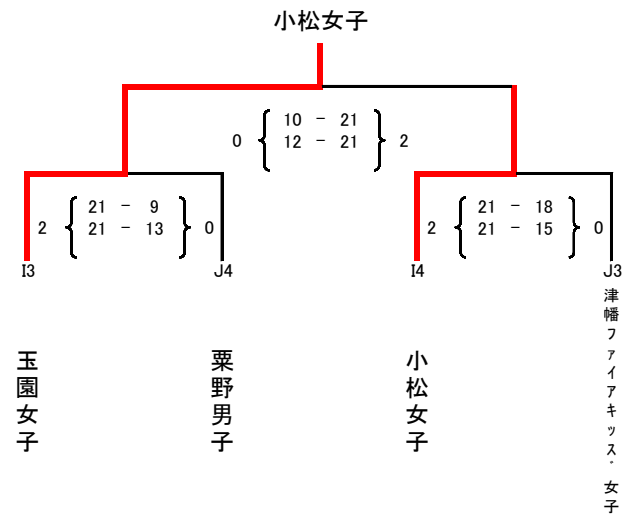 小松女子
0 { 10 - 21 } 2
12 - 21
2 { 21 - 9 } 0
21 - 13
2 { 21 - 18 } 0
21 - 15
I3
J4
I4
J3
玉園女子
粟野男子
小松女子
津幡ファイアキッズ女子